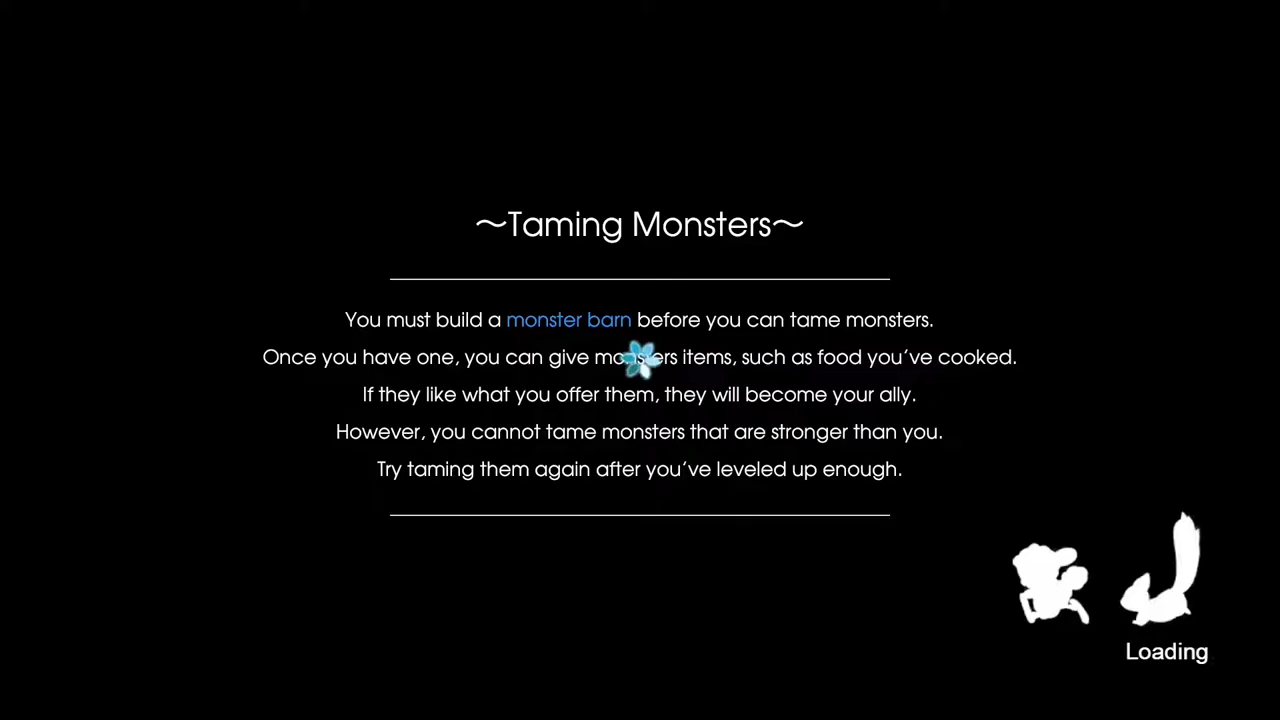 ～Taming Monsters～
You must build a monster barn before you can tame monsters.
Once you have one, you can give monsters items, such as food you've cooked.
If they like what you offer them, they will become your ally.
However, you cannot tame monsters that are stronger than you.
Try taming them again after you've leveled up enough.
Loading